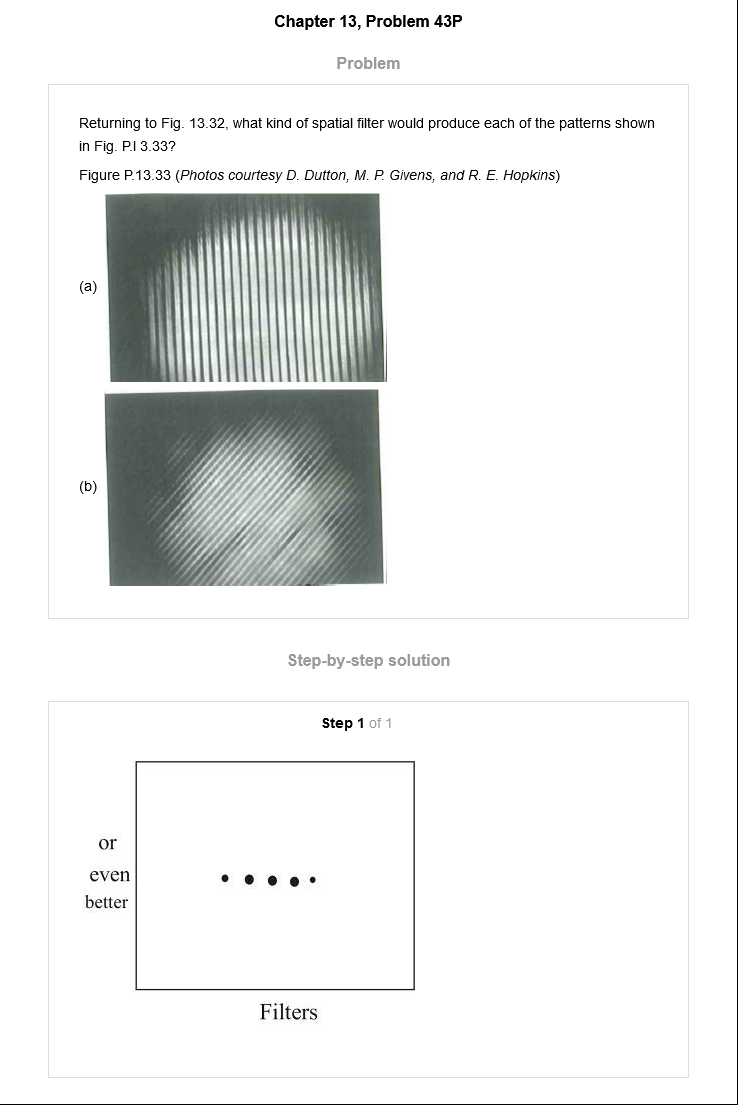 Chapter 13, Problem 43P
Problem
Returning to Fig. 13.32, what kind of spatial filter would produce each of the patterns shown
in Fig. P.I 3.33?
Figure P.13.33 (Photos courtesy D. Dutton, M. P. Givens, and R. E. Hopkins)
(a)
(b)
Step-by-step solution
Step 1 of 1
or
even
better
Filters